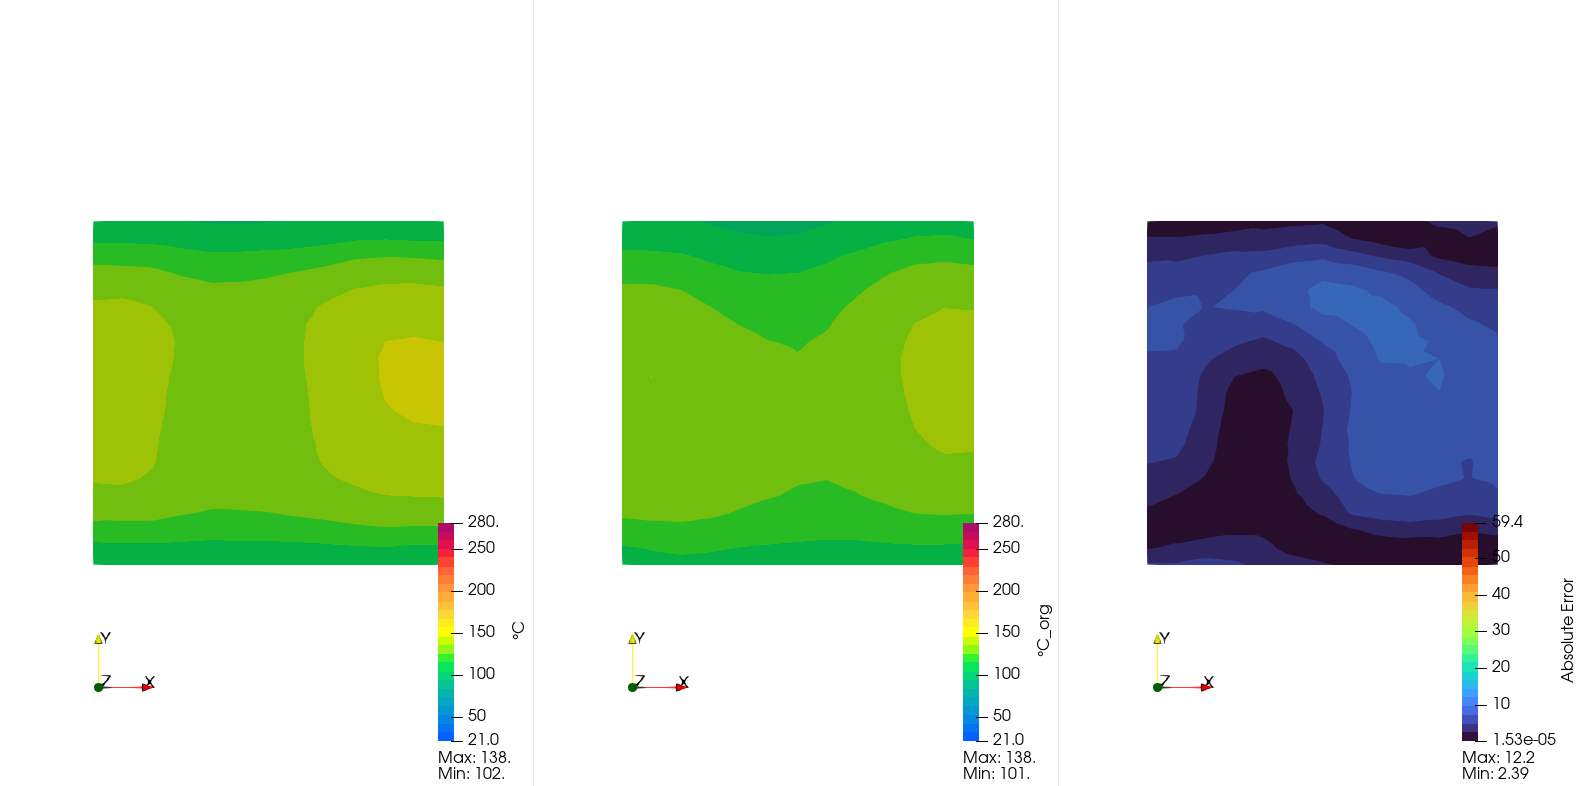 280.
250
200
150
100
50
21.0
°C
Max: 138.
Min: 102.
Y
Z
X
280.
250
200
150
100
50
21.0
°C_org
Max: 138.
Min: 101.
Y
Z
X
59.4
50
40
30
20
10
1.53e-05
Absolute Error
Max: 12.2
Min: 2.39
Y
Z
X